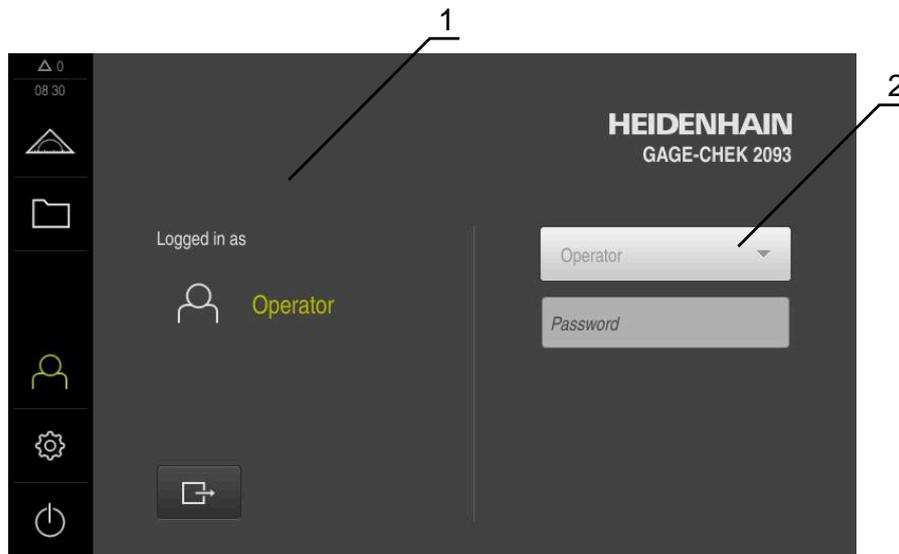 1
0
08 30
2
HEIDENHAIN
GAGE-CHEK 2093
Logged in as
Operator
Operator
Password